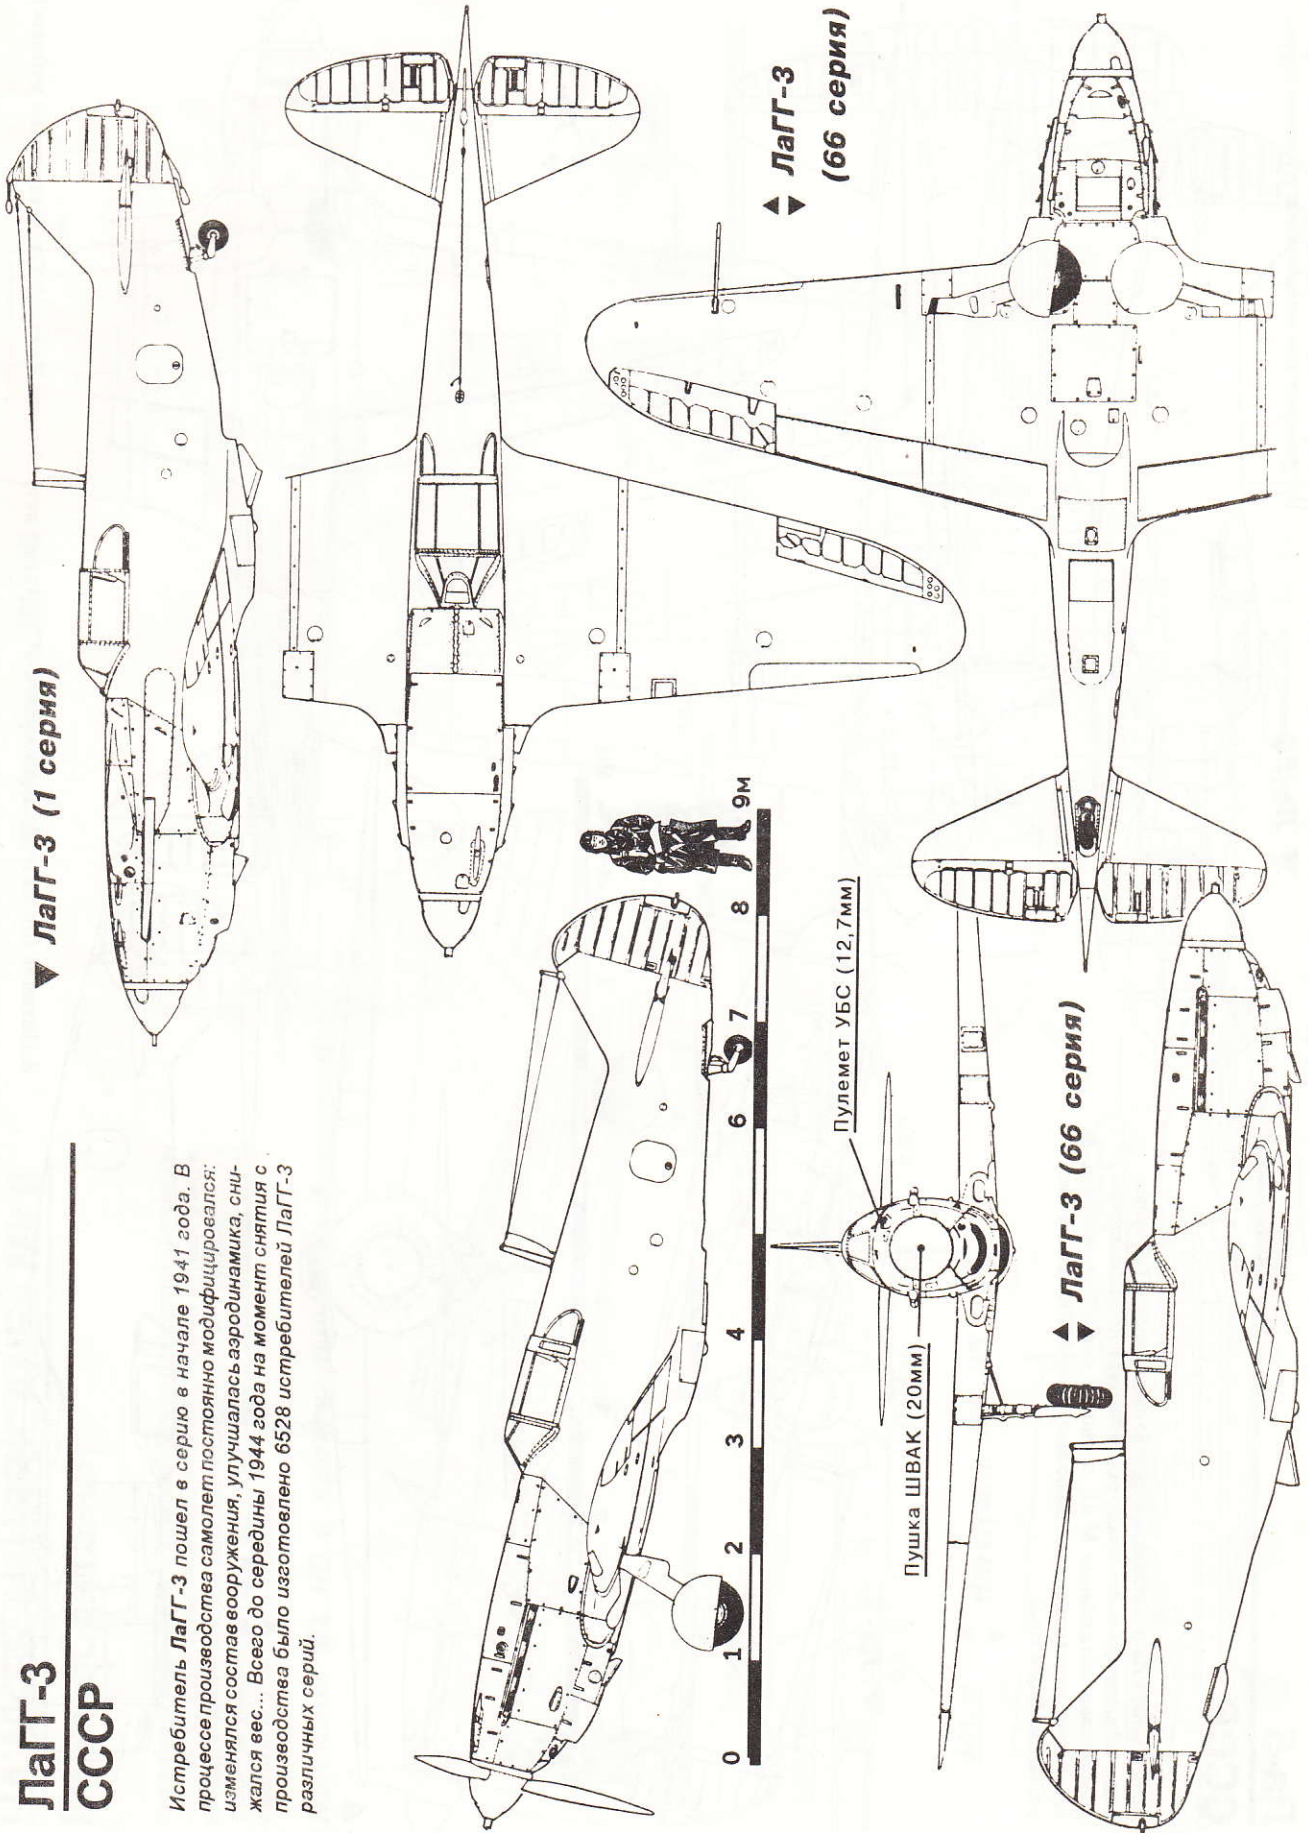 ЛаГГ-3
СССР
Истребитель ЛаГГ-3 пошел в серию в начале 1941 года. В
процессе производства самолет постоянно модифицировался:
изменялся состав вооружения, улучшалась аэродинамика, сни-
жался вес... Всего до середины 1944 года на момент снятия с
производства было изготовлено 6528 истребителей ЛаГГ-3
различных серий.
ЛаГГ-3 (1 серия)
0 1 2 3 4 6 7 8 9м
Пулемет УБС (12,7мм)
Пушка ШВАК (20мм)
ЛаГГ-3 (66 серия)
ЛаГГ-3
(66 серия)